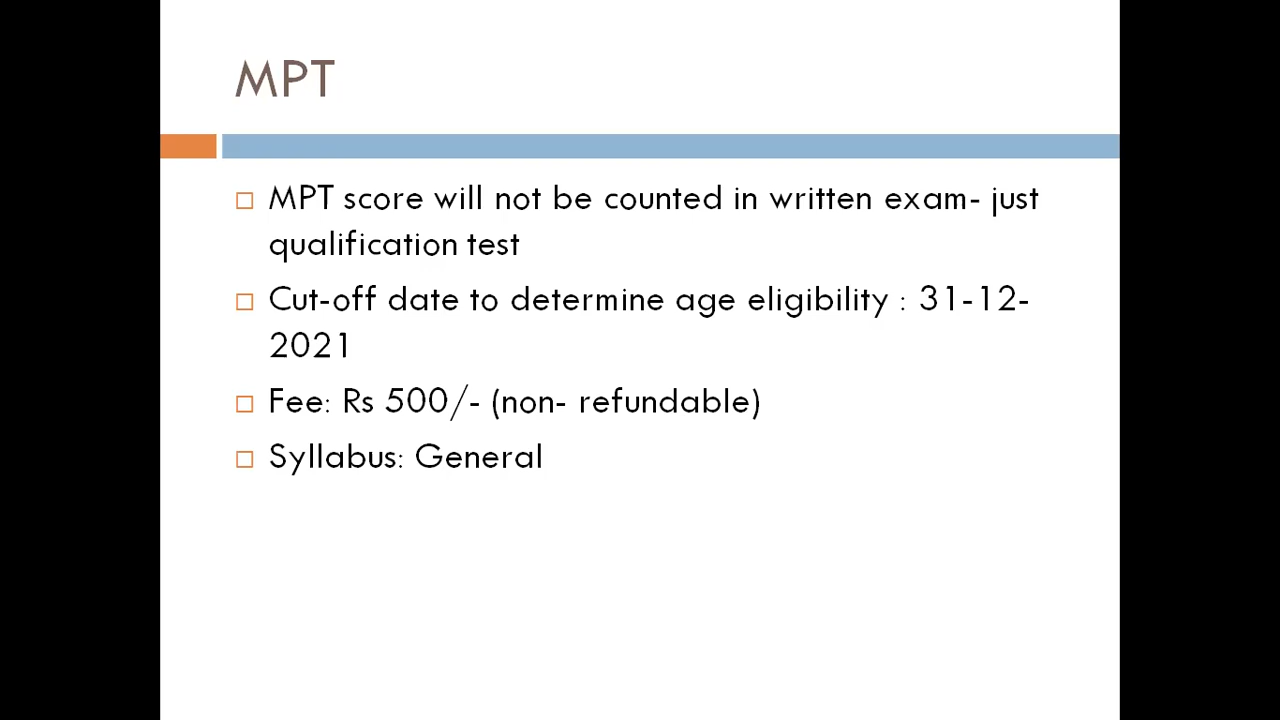 MPT
MPT score will not be counted in written exam- just
qualification test
Cut-off date to determine age eligibility : 31-12-
2021
Fee: Rs 500/- (non- refundable)
Syllabus: General